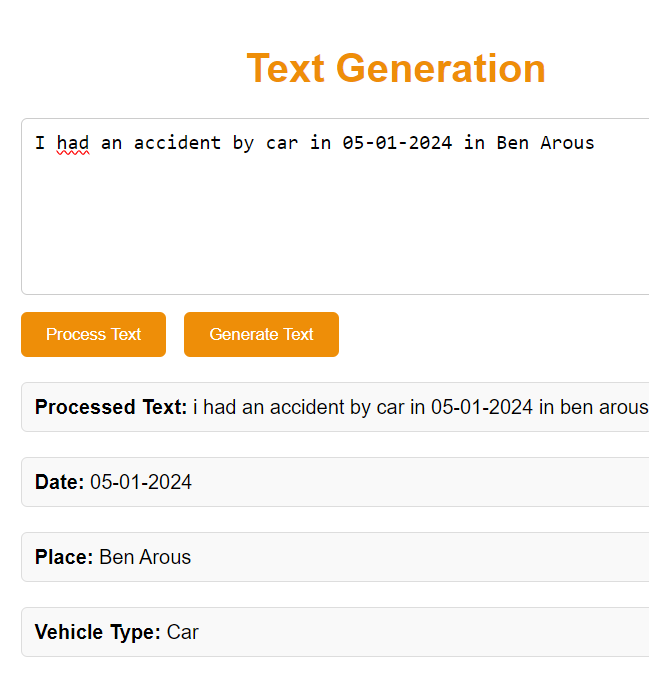 Text Generation
I had an accident by car in 05-01-2024 in Ben Arous
Process Text
Generate Text
Processed Text: i had an accident by car in 05-01-2024 in ben arous
Date: 05-01-2024
Place: Ben Arous
Vehicle Type: Car